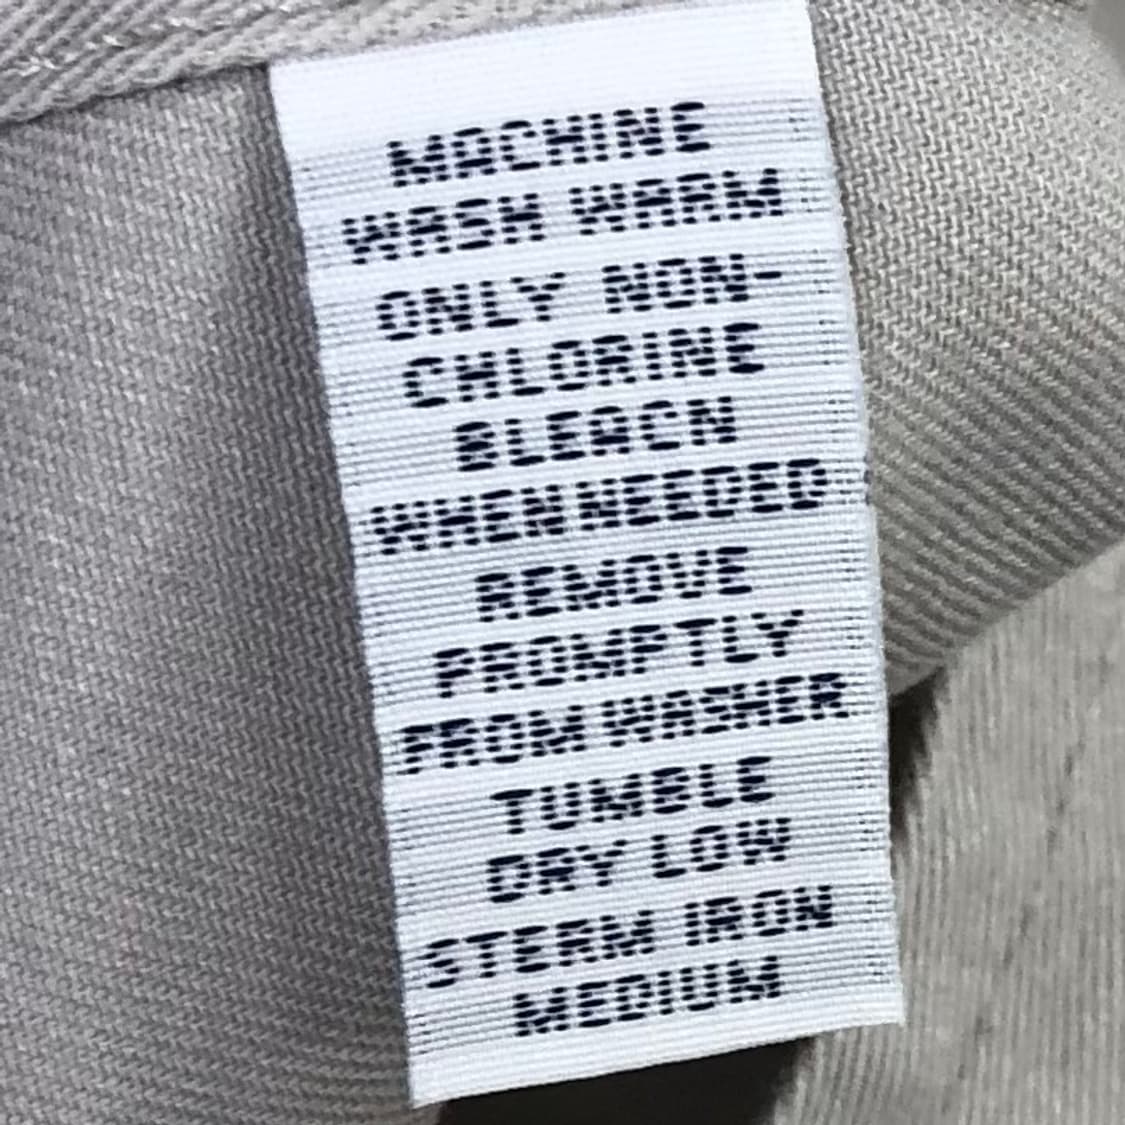 MACHINE
WASH WARM
ONLY NON-
CHLORINE
BLEACN
WHEN NEEDED
REMOVE
PROMPTLY
FROM WASHER
TUMBLE
DRY LOW
STERM IRON
MEDIUM